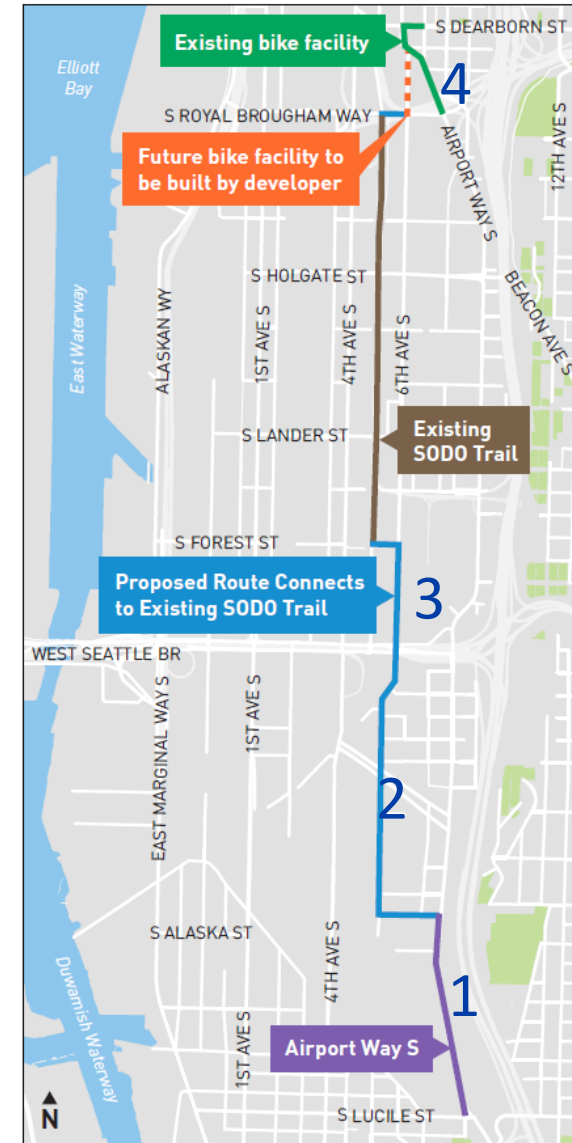 S DEARBORN ST
Existing bike facility
Elliott
Bay
4
S ROYAL BROUGHAM WAY
Future bike facility to
be built by developer
AIRPORT WAY S
12TH AVE S
S HOLGATE ST
BEACON AVE S
East Waterway
ALASKAN WY
1ST AVE S
4TH AVE S
6TH AVE S
S LANDER ST
Existing
SODO Trail
S FOREST ST
Proposed Route Connects
to Existing SODO Trail
3
WEST SEATTLE BR
EAST MARGINAL WAY S
1ST AVE S
2
S ALASKA ST
4TH AVE S
Duwamish Waterway
1
1ST AVE S
Airport Way S
N
S LUCILE ST